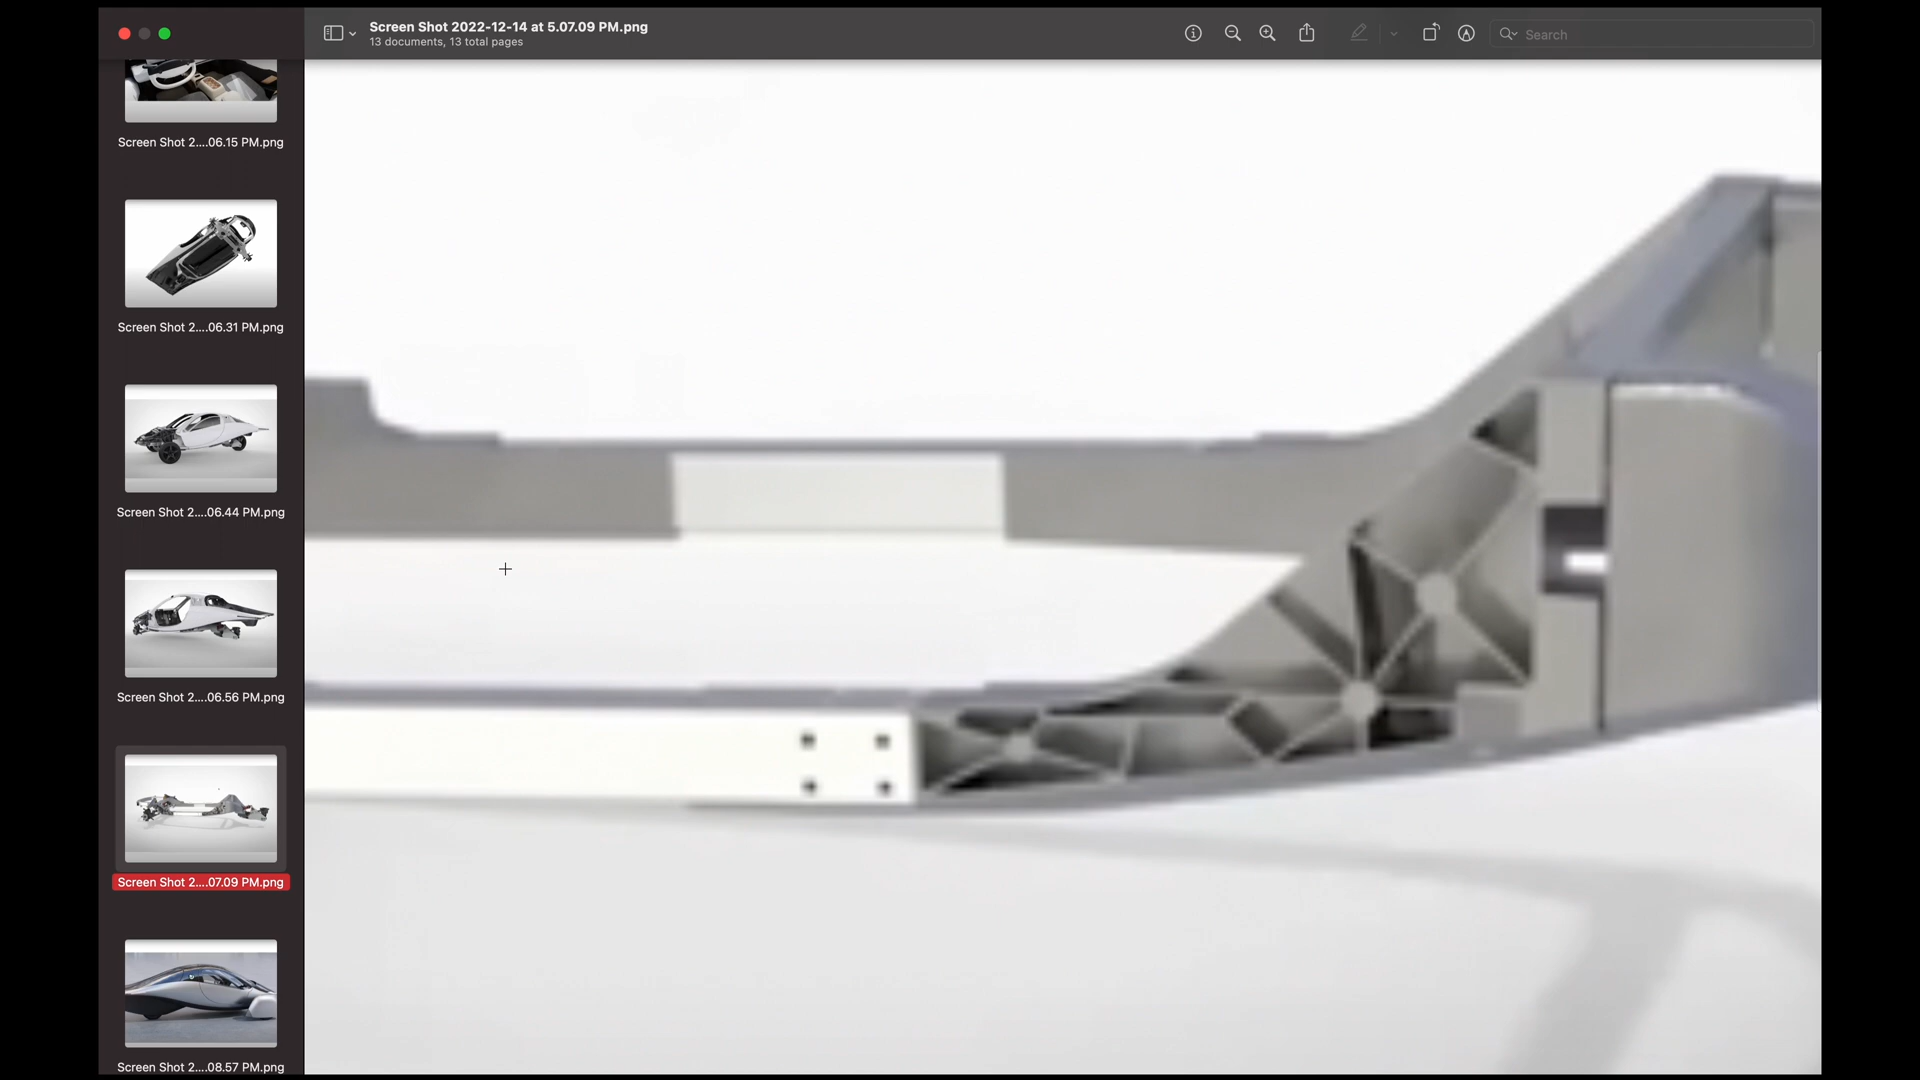 Screen Shot 2022-12-14 at 5.07.09 PM.png
13 documents, 13 total pages
Search
Screen Shot 2....06.15 PM.png
Screen Shot 2....06.31 PM.png
Screen Shot 2....06.44 PM.png
Screen Shot 2....06.56 PM.png
Screen Shot 2....07.09 PM.png
Screen Shot 2....08.57 PM.png